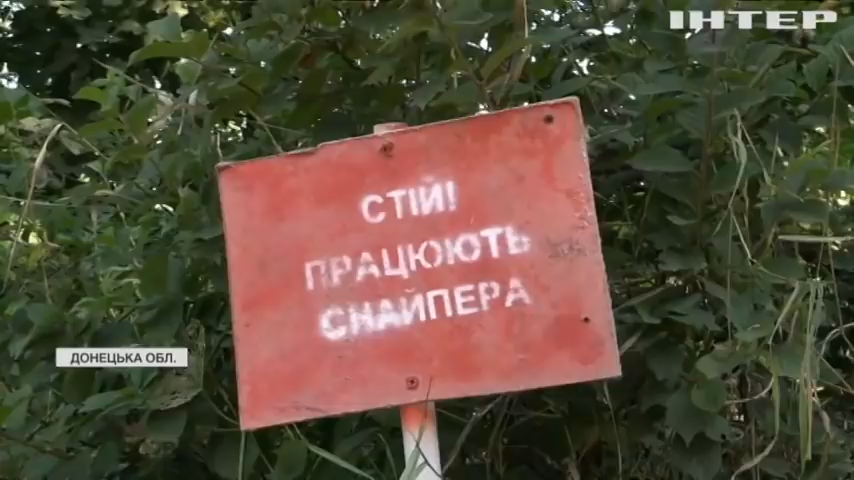 ІНТЕР
СТІЙ!
ПРАЦЮЮТЬ
СНАЙПЕРА
ДОНЕЦЬКА ОБЛ.